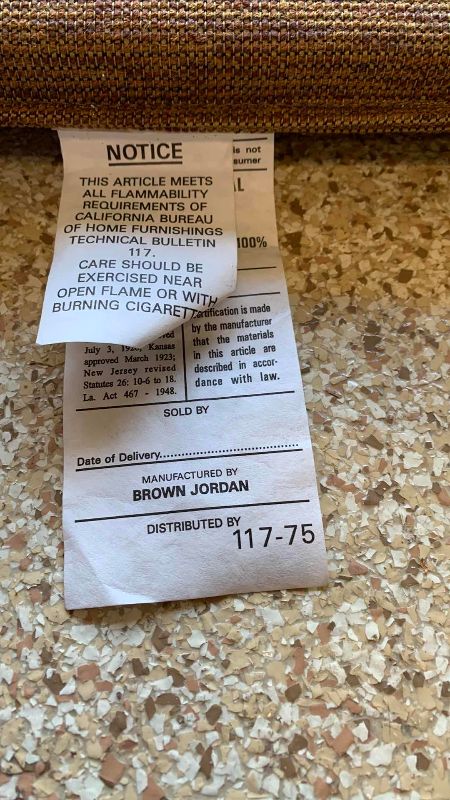 NOTICE
THIS ARTICLE MEETS
ALL FLAMMABILITY
REQUIREMENTS OF
CALIFORNIA BUREAU
OF HOME FURNISHINGS
TECHNICAL BULLETIN
117.
CARE SHOULD BE
EXERCISED NEAR
OPEN FLAME OR WITH
BURNING CIGARET
is not
sumer
L
100%
July 3, Kansas
approved March 1923;
New Jersey revised
Statutes 26: 10-6 to 18.
La. Act 467 - 1948.
tification is made
by the manufacturer
that the materials
in this article are
described in accor-
dance with law.
SOLD BY
Date of Delivery
MANUFACTURED BY
BROWN JORDAN
DISTRIBUTED BY
117-75